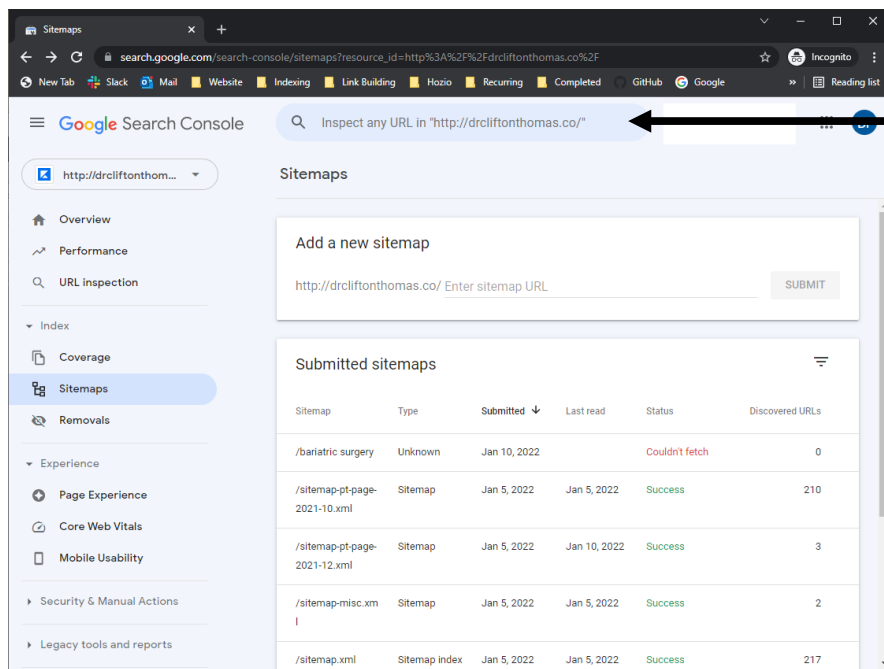 Sitemaps
search.google.com/search-console/sitemaps?resource_id=http%3A%2F%2Fdrcliftonthomas.co%2F
Incognito
New Tab Slack Mail Website Indexing Link Building Hozio Recurring Completed GitHub Google » Reading list
Google Search Console
Inspect any URL in "http://drcliftonthomas.co/"
http://drcliftonthom...
Sitemaps
Overview
Performance
URL inspection
Index
Coverage
Sitemaps
Removals
Experience
Page Experience
Core Web Vitals
Mobile Usability
Security & Manual Actions
Legacy tools and reports
Add a new sitemap
http://drcliftonthomas.co/ Enter sitemap URL SUBMIT
Submitted sitemaps
Sitemap Type Submitted Last read Status Discovered URLs
/bariatric surgery Unknown Jan 10, 2022 Couldn't fetch 0
/sitemap-pt-page- Sitemap Jan 5, 2022 Jan 5, 2022 Success 210
2021-10.xml
/sitemap-pt-page- Sitemap Jan 5, 2022 Jan 10, 2022 Success 3
2021-12.xml
/sitemap-misc.xm Sitemap Jan 5, 2022 Jan 5, 2022 Success 2
l
/sitemap.xml Sitemap index Jan 5, 2022 Jan 5, 2022 Success 217